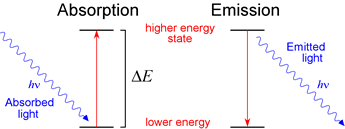 Absorption
Emission
higher energy
state
ΔE
hν
Absorbed
light
Emitted
light
hν
lower energy